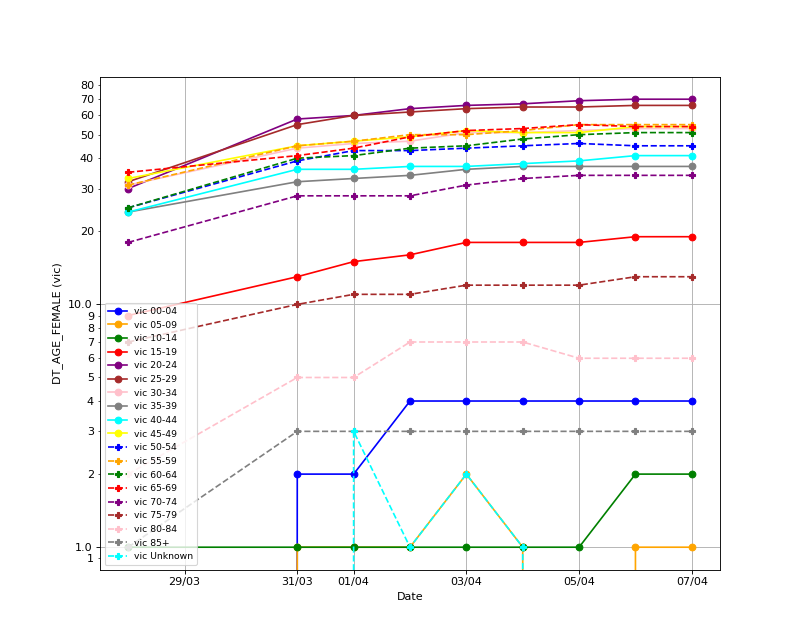 DT_AGE_FEMALE (vic)
80
70
60
50
40
30
20
10.0
9
8
7
6
5
4
3
2
1.0
1
vic 00-04
vic 05-09
vic 10-14
vic 15-19
vic 20-24
vic 25-29
vic 30-34
vic 35-39
vic 40-44
vic 45-49
vic 50-54
vic 55-59
vic 60-64
vic 65-69
vic 70-74
vic 75-79
vic 80-84
vic 85+
vic Unknown
29/03 31/03 01/04 03/04 05/04 07/04
Date